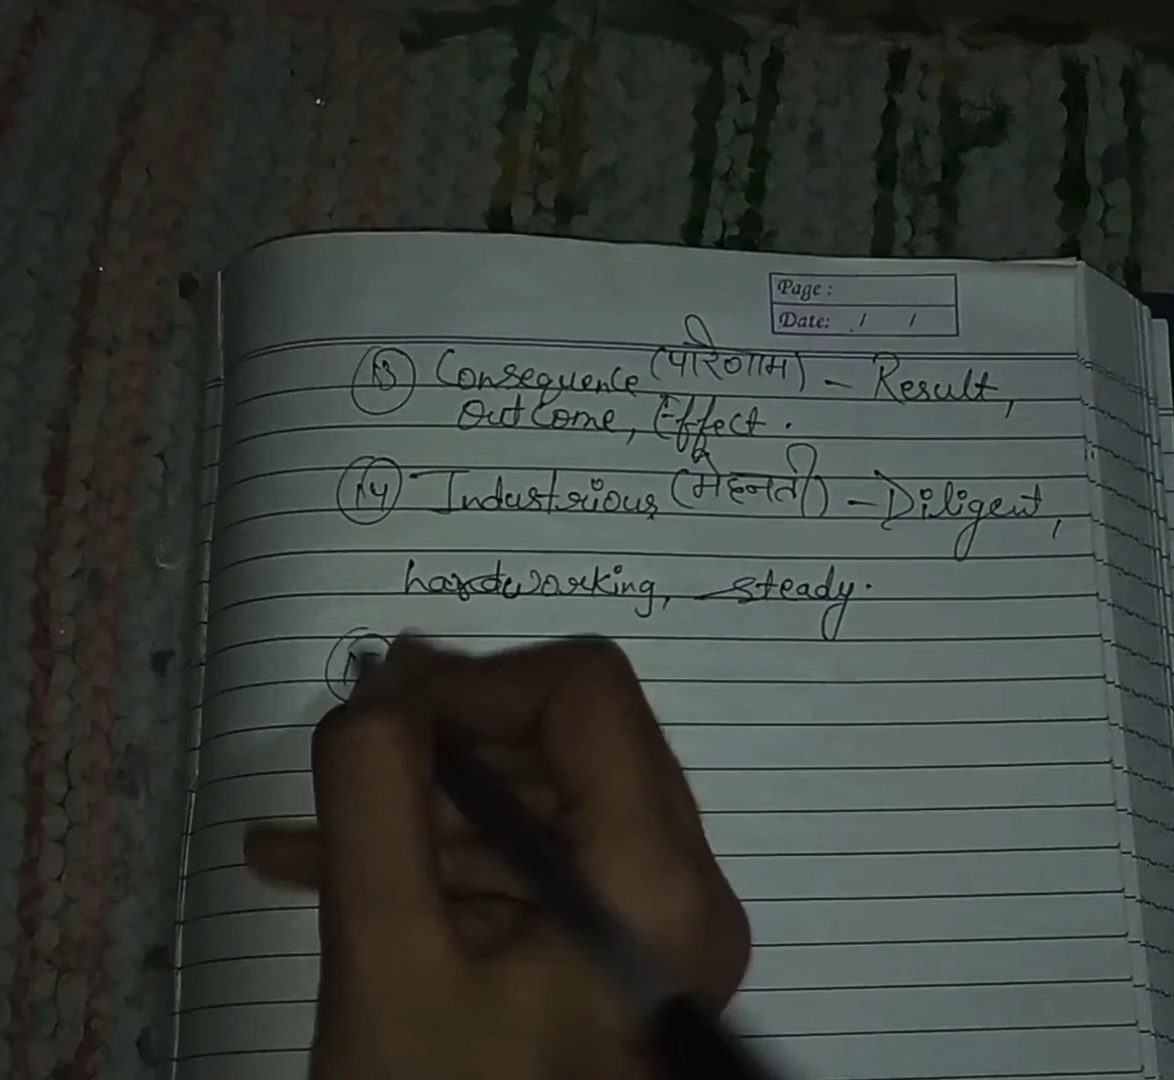 Page :
Date: / /
13 Consequence (परिणाम) - Result,
Outcome, Effect.
14 Industrious (मेहनती) - Diligent,
hardworking, steady.